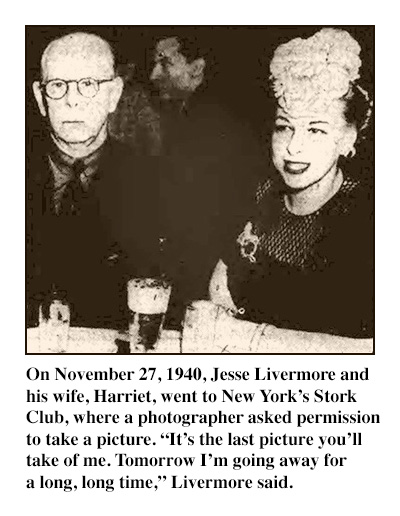 On November 27, 1940, Jesse Livermore and
his wife, Harriet, went to New York’s Stork
Club, where a photographer asked permission
to take a picture. “It’s the last picture you’ll
take of me. Tomorrow I’m going away for
a long, long time,” Livermore said.